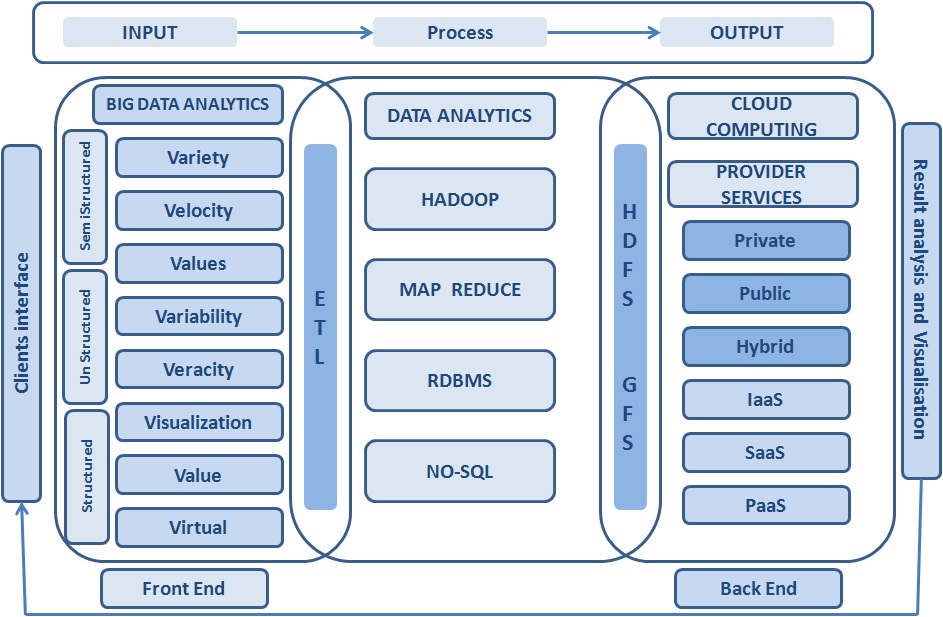 INPUT
Process
OUTPUT
Clients interface
BIG DATA ANALYTICS
Sem iStructured
Un Structured
Structured
Variety
Velocity
Values
Variability
Veracity
Visualization
Value
Virtual
E
T
L
DATA ANALYTICS
HADOOP
MAP REDUCE
RDBMS
NO-SQL
H
D
F
S
G
F
S
CLOUD
COMPUTING
PROVIDER
SERVICES
Private
Public
Hybrid
IaaS
SaaS
PaaS
Result analysis and Visualisation
Front End
Back End